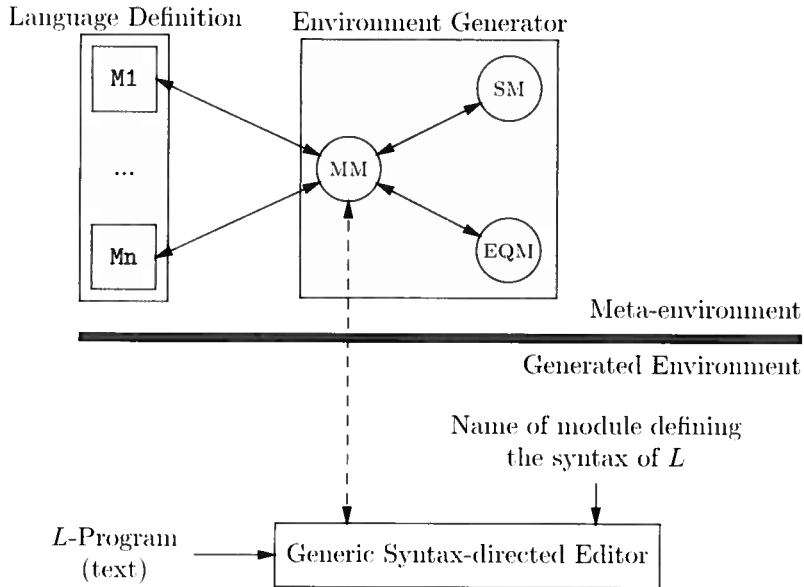 Language Definition
Environment Generator
M1
SM
...
MM
Mn
EQM
Meta-environment
Generated Environment
Name of module defining
the syntax of L
L-Program
(text)
Generic Syntax-directed Editor